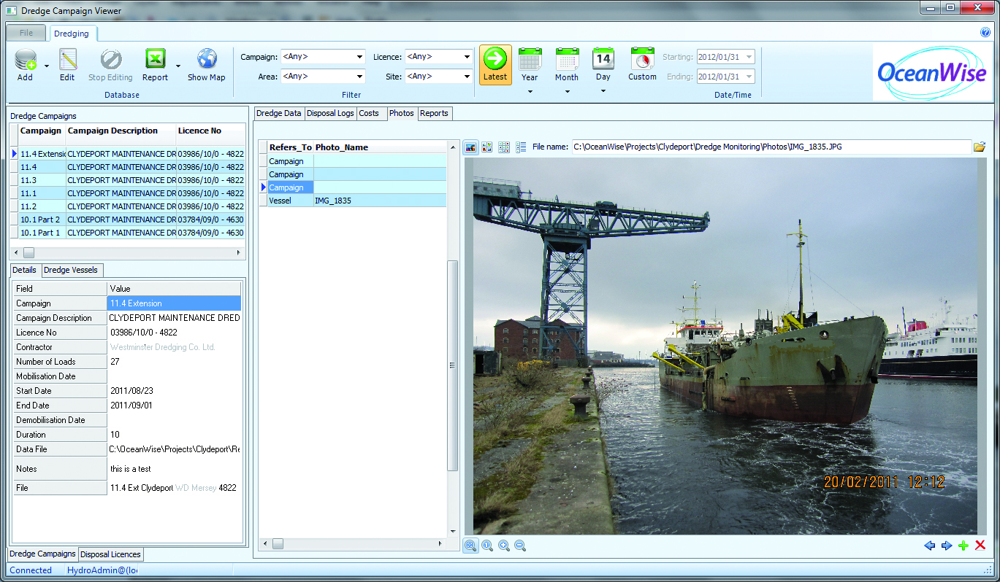 Dredge Campaign Viewer
File Dredging
Add Edit Stop Editing Report Show Map
Database
Campaign: <Any> Licence: <Any>
Area: <Any> Site: <Any>
Filter
Latest Year Month 14 Day Custom
Starting: 2012/01/31
Ending: 2012/01/31
Date/Time
OceanWise
Dredge Campaigns
Campaign Campaign Description Licence No
11.4 Extensi CLYDEPORT MAINTENANCE DR 03986/10/0 - 4822
11.4 CLYDEPORT MAINTENANCE DR 03986/10/0 - 4822
11.3 CLYDEPORT MAINTENANCE DR 03986/10/0 - 4822
11.1 CLYDEPORT MAINTENANCE DR 03986/10/0 - 4822
11.2 CLYDEPORT MAINTENANCE DR 03986/10/0 - 4822
10.1 Part 2 CLYDEPORT MAINTENANCE DR 03784/09/0 - 4630
10.1 Part 1 CLYDEPORT MAINTENANCE DR 03784/09/0 - 4630
Details Dredge Vessels
Field Value
Campaign 11.4 Extension
Campaign Description CLYDEPORT MAINTENANCE DRED
Licence No 03986/10/0 - 4822
Contractor Westminster Dredging Co. Ltd.
Number of Loads 27
Mobilisation Date
Start Date 2011/08/23
End Date 2011/09/01
Demobilisation Date
Duration 10
Data File C:\OceanWise\Projects\Clydeport\Re
Notes this is a test
File 11.4 Ext Clydeport WD Mersey 4822
Dredge Campaigns Disposal Licences
Connected HydroAdmin@(loc
Dredge Data Disposal Logs Costs Photos Reports
Refers_To Photo_Name
Campaign
Campaign
Campaign
Vessel IMG_1835
File name: C:\OceanWise\Projects\Clydeport\Dredge Monitoring\Photos\IMG_1835.JPG
20/02/2011 12:12